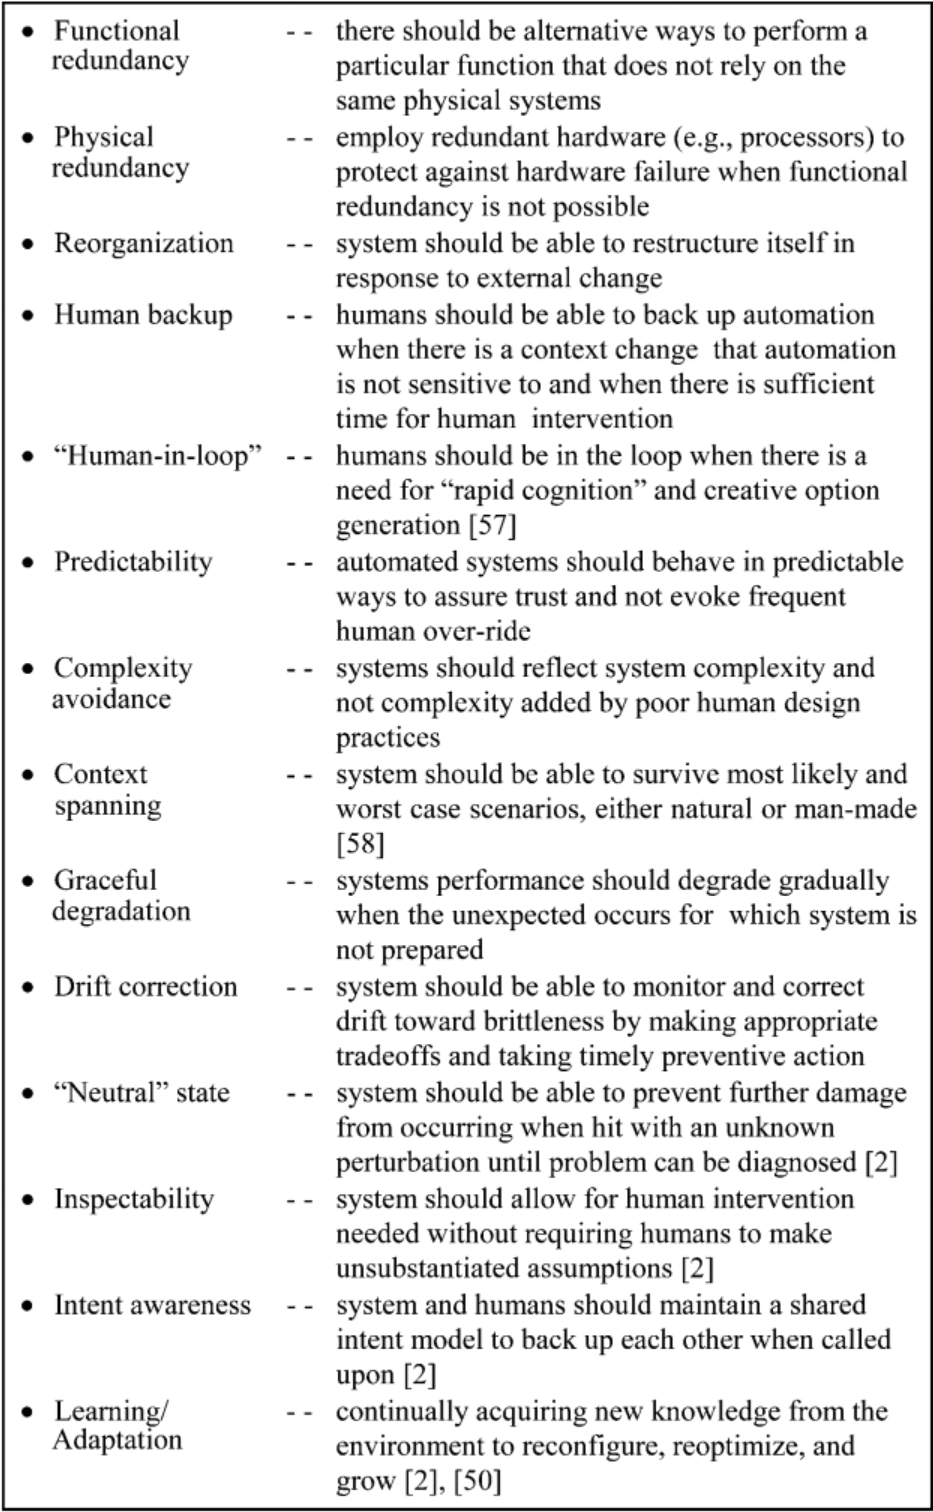 • Functional -- there should be alternative ways to perform a
redundancy particular function that does not rely on the
same physical systems
• Physical -- employ redundant hardware (e.g., processors) to
redundancy protect against hardware failure when functional
redundancy is not possible
• Reorganization -- system should be able to restructure itself in
response to external change
• Human backup -- humans should be able to back up automation
when there is a context change that automation
is not sensitive to and when there is sufficient
time for human intervention
• “Human-in-loop” -- humans should be in the loop when there is a
need for “rapid cognition” and creative option
generation [57]
• Predictability -- automated systems should behave in predictable
ways to assure trust and not evoke frequent
human over-ride
• Complexity -- systems should reflect system complexity and
avoidance not complexity added by poor human design
practices
• Context -- system should be able to survive most likely and
spanning worst case scenarios, either natural or man-made
[58]
• Graceful -- systems performance should degrade gradually
degradation when the unexpected occurs for which system is
not prepared
• Drift correction -- system should be able to monitor and correct
drift toward brittleness by making appropriate
tradeoffs and taking timely preventive action
• “Neutral” state -- system should be able to prevent further damage
from occurring when hit with an unknown
perturbation until problem can be diagnosed [2]
• Inspectability -- system should allow for human intervention
needed without requiring humans to make
unsubstantiated assumptions [2]
• Intent awareness -- system and humans should maintain a shared
intent model to back up each other when called
upon [2]
• Learning/ -- continually acquiring new knowledge from the
Adaptation environment to reconfigure, reoptimize, and
grow [2], [50]